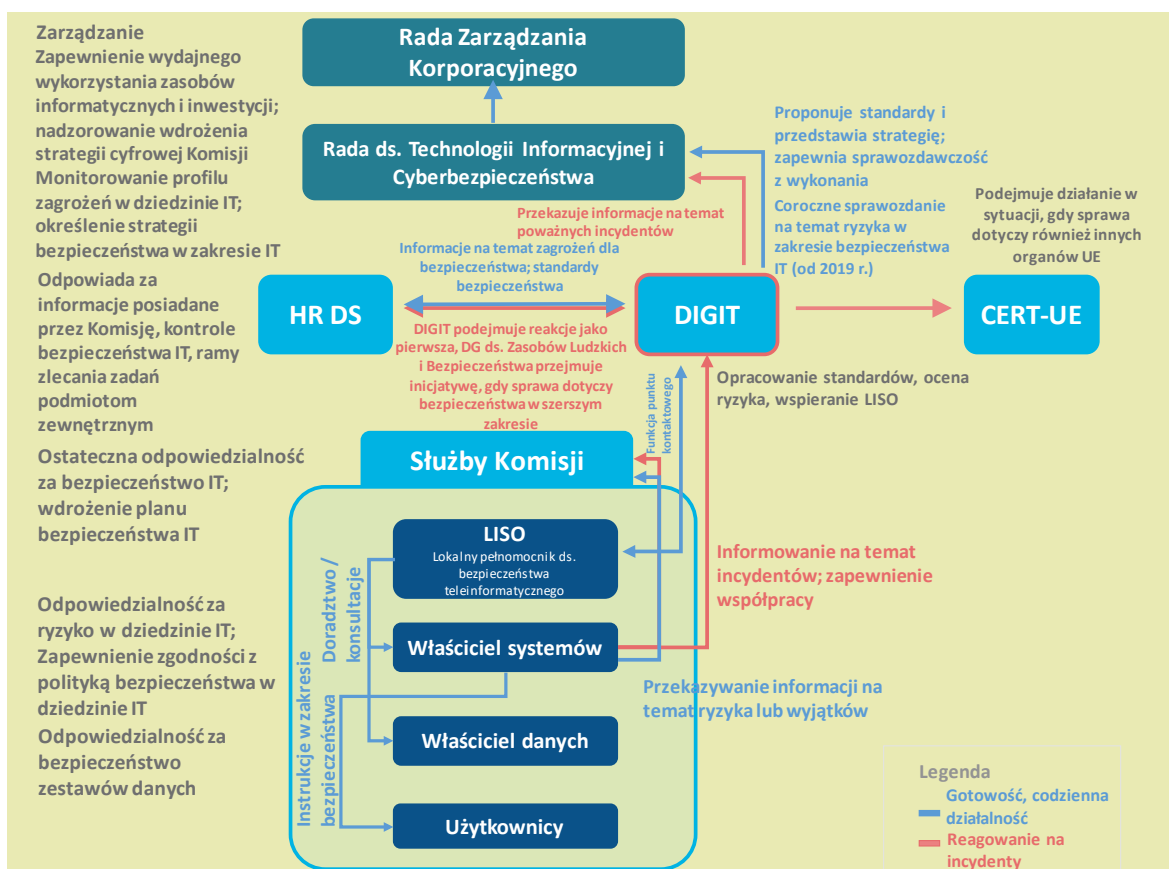 Zarządzanie
Zapewnienie wydajnego
wykorzystania zasobów
informatycznych i inwestycji;
nadzorowanie wdrożenia
strategii cyfrowej Komisji
Monitorowanie profilu
zagrożeń w dziedzinie IT;
określenie strategii
bezpieczeństwa w zakresie IT
Rada Zarządzania
Korporacyjnego
Rada ds. Technologii Informacyjnej i
Cyberbezpieczeństwa
Proponuje standardy i
przedstawia strategię;
zapewnia sprawozdawczość
z wykonania
Coroczne sprawozdanie
na temat ryzyka w
zakresie bezpieczeństwa
IT (od 2019 r.)
Podejmuje działanie w
sytuacji, gdy sprawa
dotyczy również innych
organów UE
Przekazuje informacje na temat
poważnych incydentów
Informacje na temat zagrożeń dla
bezpieczeństwa; standardy
bezpieczeństwa
Odpowiada za
informacje posiadane
przez Komisję, kontrole
bezpieczeństwa IT, ramy
zlecania zadań
podmiotom
zewnętrznym
HR DS
DIGIT
CERT-UE
DIGIT podejmuje reakcje jako
pierwsza, DG ds. Zasobów Ludzkich
i Bezpieczeństwa przejmuje
inicjatywę, gdy sprawa dotyczy
bezpieczeństwa w szerszym
zakresie
Funkcja punktu
kontaktowego
Opracowanie standardów, ocena
ryzyka, wspieranie LISO
Ostateczna odpowiedzialność
za bezpieczeństwo IT;
wdrożenie planu
bezpieczeństwa IT
Służby Komisji
LISO
Lokalny pełnomocnik ds.
bezpieczeństwa
teleinformatycznego
Doradztwo /
konsultacje
Informowanie na temat
incydentów; zapewnienie
współpracy
Odpowiedzialność za
ryzyko w dziedzinie IT;
Zapewnienie zgodności z
polityką bezpieczeństwa w
dziedzinie IT
Właściciel systemów
Przekazywanie informacji na
temat ryzyka lub wyjątków
Instrukcje w zakresie
bezpieczeństwa
Odpowiedzialność za
bezpieczeństwo
zestawów danych
Właściciel danych
Użytkownicy
Legenda
Gotowość, codzienna
działalność
Reagowanie na
incydenty